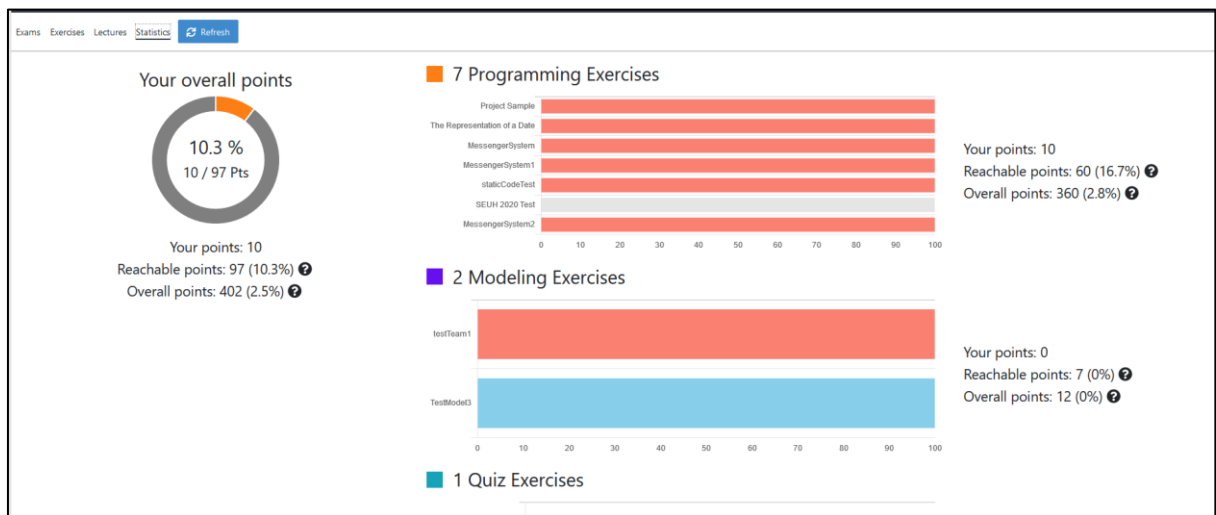 Exams Exercises Lectures Statistics Refresh
Your overall points
10.3 %
10 / 97 Pts
Your points: 10
Reachable points: 97 (10.3%) ?
Overall points: 402 (2.5%) ?
7 Programming Exercises
Project Sample
The Representation of a Date
MessengerSystem
MessengerSystem1
staticCodeTest
SEUH 2020 Test
MessengerSystem2
0 10 20 30 40 50 60 70 80 90 100
Your points: 10
Reachable points: 60 (16.7%) ?
Overall points: 360 (2.8%) ?
2 Modeling Exercises
testTeam1
TestModel3
0 10 20 30 40 50 60 70 80 90 100
Your points: 0
Reachable points: 7 (0%) ?
Overall points: 12 (0%) ?
1 Quiz Exercises